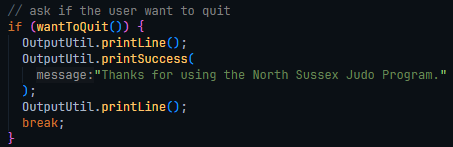 // ask if the user want to quit
if (wantToQuit()) {
  OutputUtil.printLine();
  OutputUtil.printSuccess(
    message:"Thanks for using the North Sussex Judo Program."
  );
  OutputUtil.printLine();
  break;
}